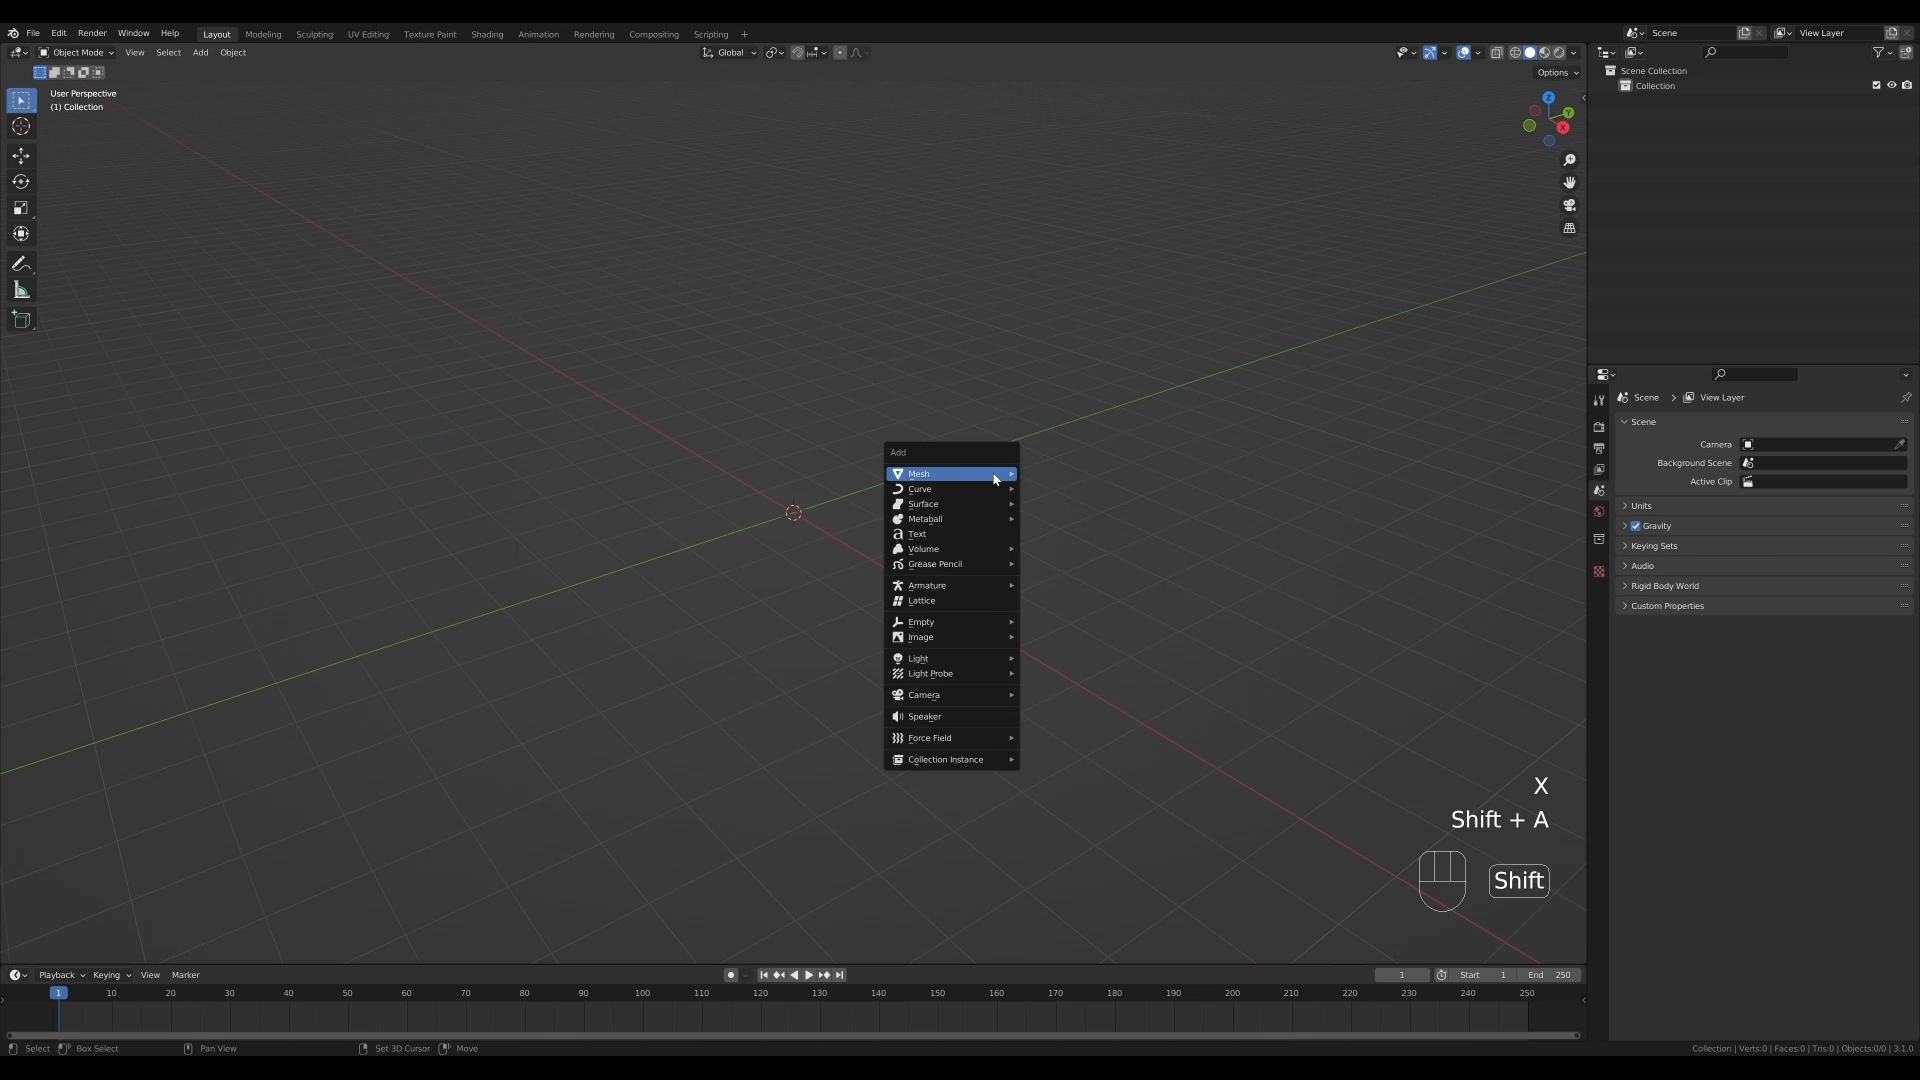 File Edit Render Window Help Layout Modeling Sculpting UV Editing Texture Paint Shading Animation Rendering Compositing Scripting + Scene View Layer
Object Mode View Select Add Object Global
Options
User Perspective
(1) Collection
Z
Y
X
Scene Collection
Collection
Scene > View Layer
Scene
Camera
Background Scene
Active Clip
Units
Gravity
Keying Sets
Audio
Rigid Body World
Custom Properties
Add
Mesh
Curve
Surface
Metaball
Text
Volume
Grease Pencil
Armature
Lattice
Empty
Image
Light
Light Probe
Camera
Speaker
Force Field
Collection Instance
X
Shift + A
Shift
Playback Keying View Marker 1 Start 1 End 250
1 10 20 30 40 50 60 70 80 90 100 110 120 130 140 150 160 170 180 190 200 210 220 230 240 250
Select Box Select Pan View Set 3D Cursor Move Collection | Verts:0 | Faces:0 | Tris:0 | Objects:0/0 | 3.1.0